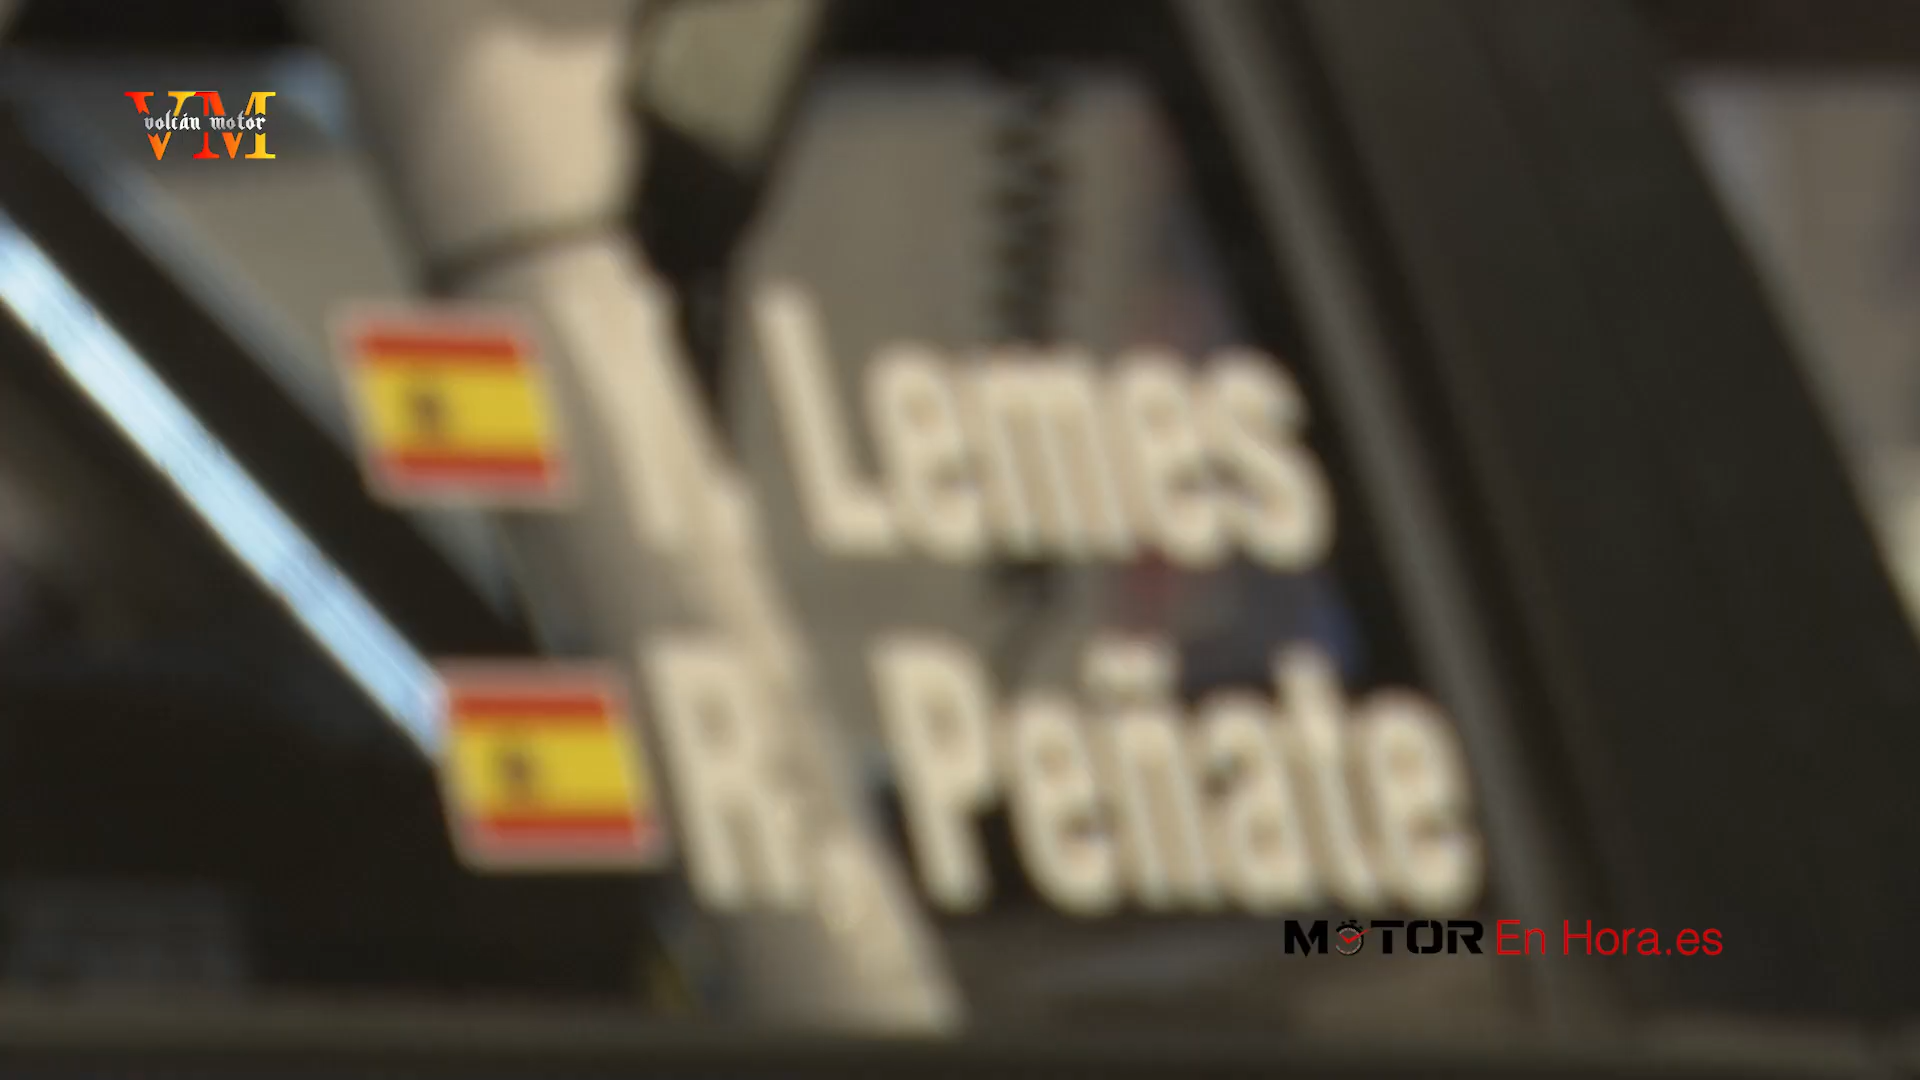 VM
volcán motor
Lemes
R. Peñate
MOTOR En Hora.es